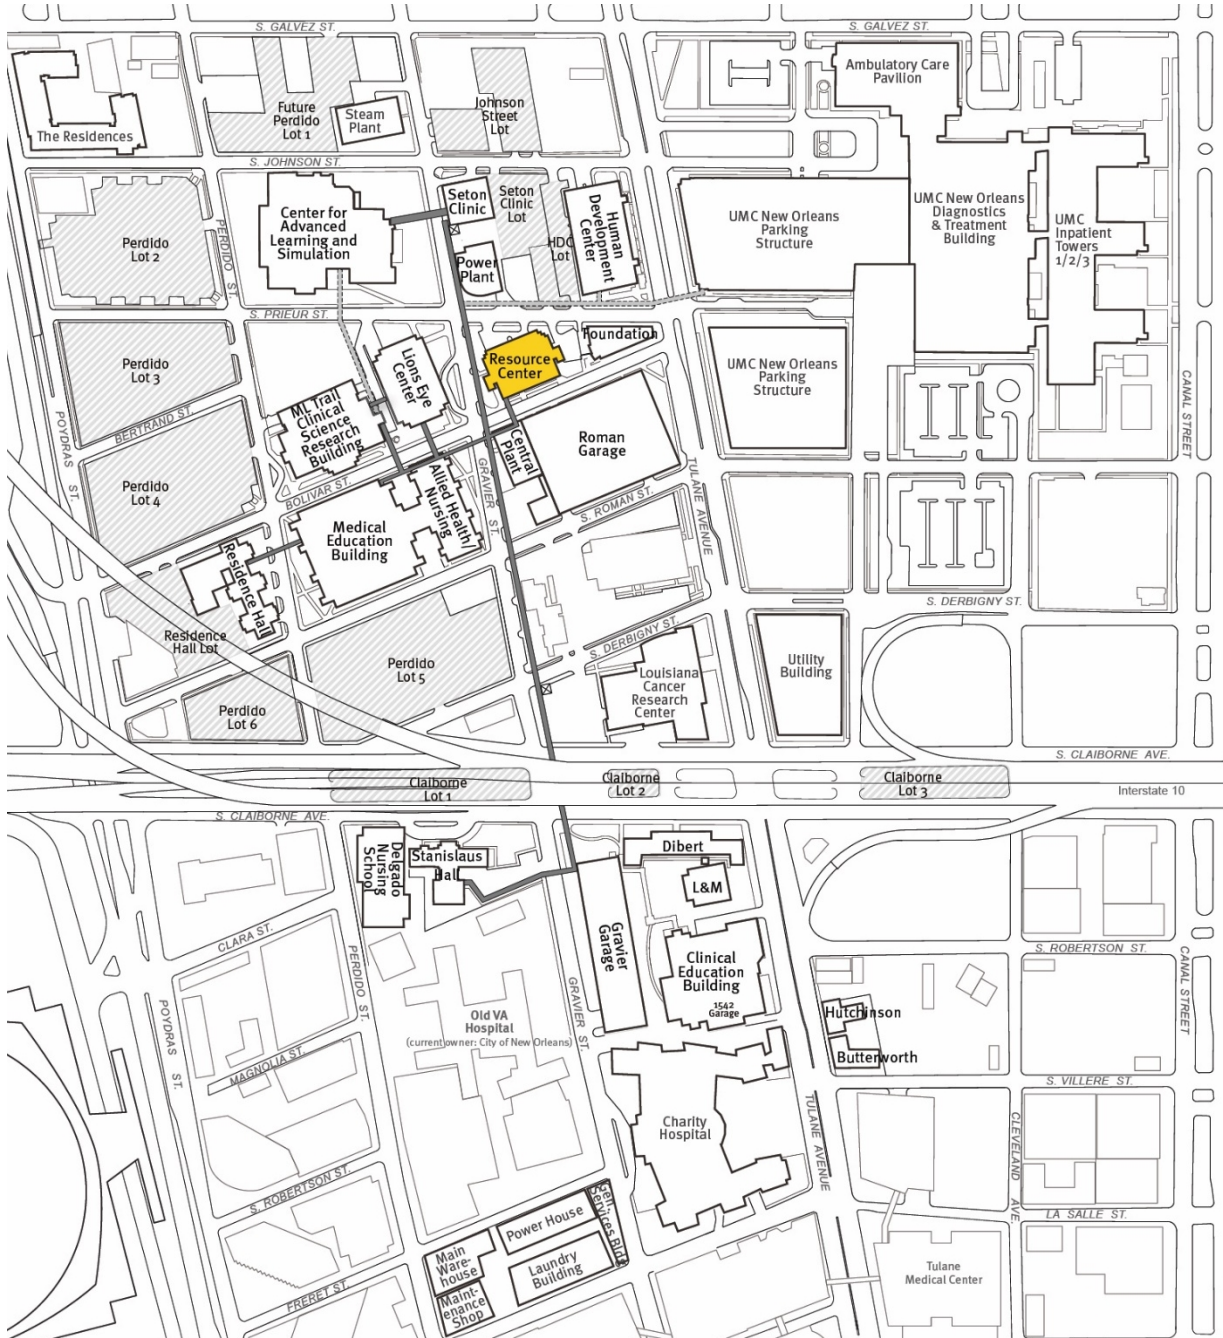 S. GALVEZ ST.
S. GALVEZ ST.
The Residences
Future
Perdido
Lot 1
Steam
Plant
Johnson
Street
Lot
Ambulatory Care
Pavilion
S. JOHNSON ST.
Perdido
Lot 2
PERDIDO ST.
Center for
Advanced
Learning and
Simulation
Seton
Clinic
Seton
Clinic
Lot
HDC
Lot
Human
Development
Center
Power
Plant
UMC New Orleans
Parking
Structure
UMC New Orleans
Diagnostics
& Treatment
Building
UMC
Inpatient
Towers
1/2/3
S. PRIEUR ST.
Perdido
Lot 3
Lions Eye
Center
Resource
Center
Foundation
UMC New Orleans
Parking
Structure
CANAL STREET
POYDRAS ST.
BERTRAND ST.
ML Trail
Clinical
Science
Research
Building
Central
Plant
Roman
Garage
Perdido
Lot 4
BOLIVAR ST.
GRAVIER ST.
Allied Health/
Nursing
S. ROMAN ST.
TULANE AVENUE
Medical
Education
Building
Residence Hall
Residence
Hall Lot
S. DERBIGNY ST.
S. DERBIGNY ST.
Perdido
Lot 5
Perdido
Lot 6
Louisiana
Cancer
Research
Center
Utility
Building
S. CLAIBORNE AVE.
Claiborne
Lot 1
Claiborne
Lot 2
Claiborne
Lot 3
Interstate 10
S. CLAIBORNE AVE.
Delgado
Nursing
School
Stanislaus
Hall
Dibert
L&M
CLARA ST.
PERDIDO ST.
Gravier
Garage
Clinical
Education
Building
1542
Garage
S. ROBERTSON ST.
CANAL STREET
POYDRAS ST.
GRAVIER ST.
Old VA
Hospital
(current owner: City of New Orleans)
Hutchinson
Butterworth
MAGNOLIA ST.
S. VILLERE ST.
Charity
Hospital
TULANE AVENUE
CLEVELAND AVE.
S. ROBERTSON ST.
LA SALLE ST.
Gen.
Services Bldg
Power House
Main
Ware-
house
Laundry
Building
Maint-
enance
Shop
FRERET ST.
Tulane
Medical Center